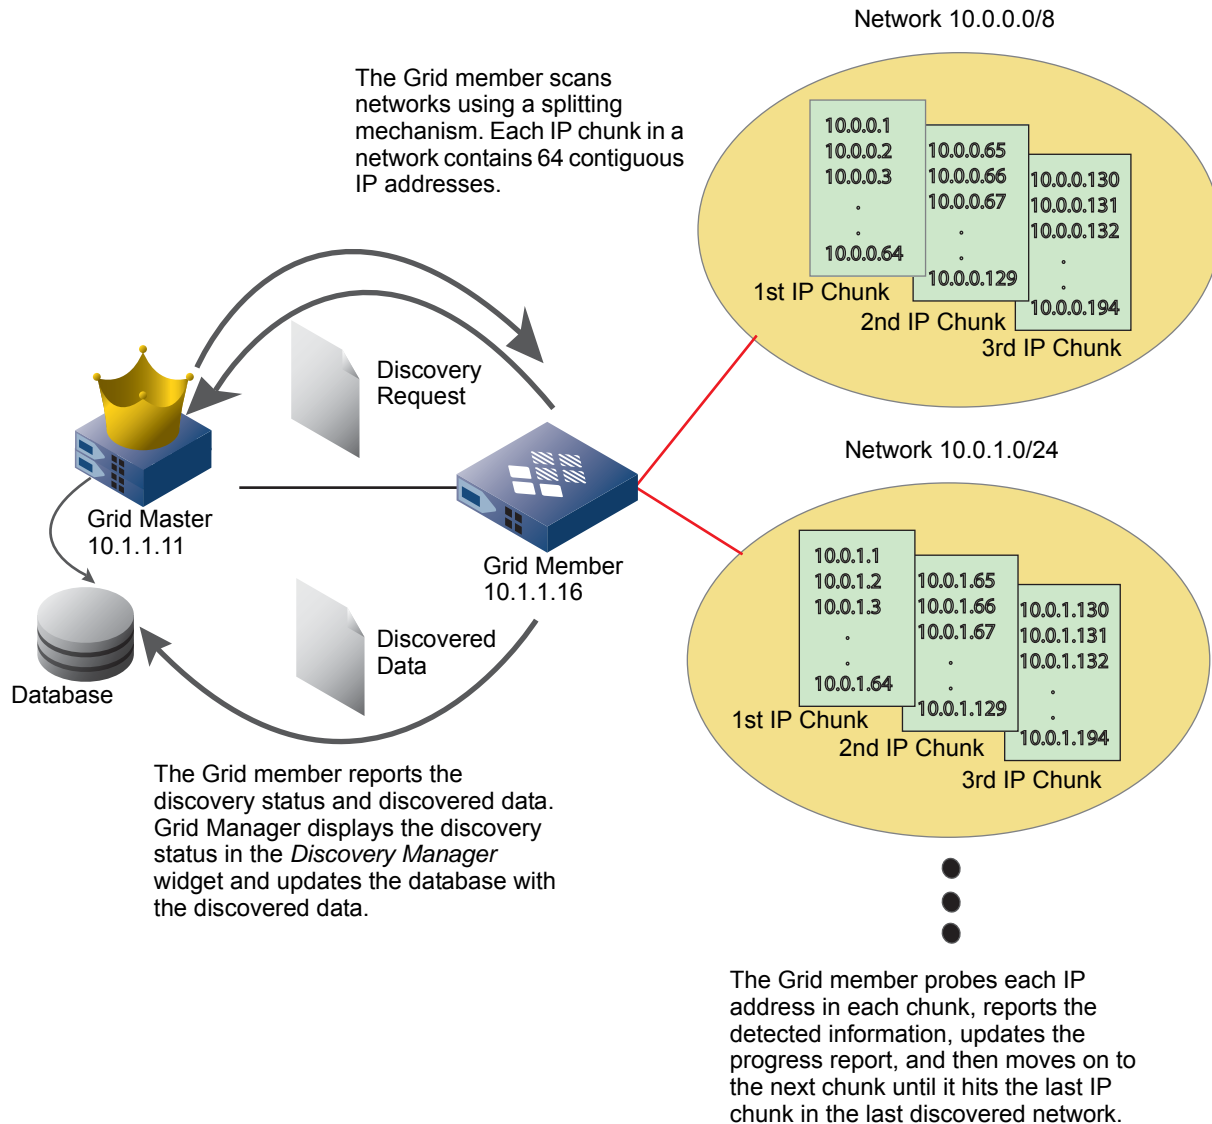 Network 10.0.0.0/8
The Grid member scans
networks using a splitting
mechanism. Each IP chunk in a
network contains 64 contiguous
IP addresses.
10.0.0.1
10.0.0.2
10.0.0.3
.
.
10.0.0.64
1st IP Chunk
10.0.0.65
10.0.0.66
10.0.0.67
.
.
10.0.0.129
2nd IP Chunk
10.0.0.130
10.0.0.131
10.0.0.132
.
.
10.0.0.194
3rd IP Chunk
Discovery
Request
Grid Master
10.1.1.11
Grid Member
10.1.1.16
Network 10.0.1.0/24
10.0.1.1
10.0.1.2
10.0.1.3
.
.
10.0.1.64
1st IP Chunk
10.0.1.65
10.0.1.66
10.0.1.67
.
.
10.0.1.129
2nd IP Chunk
10.0.1.130
10.0.1.131
10.0.1.132
.
.
10.0.1.194
3rd IP Chunk
Discovered
Data
Database
The Grid member reports the
discovery status and discovered data.
Grid Manager displays the discovery
status in the Discovery Manager
widget and updates the database with
the discovered data.
The Grid member probes each IP
address in each chunk, reports the
detected information, updates the
progress report, and then moves on to
the next chunk until it hits the last IP
chunk in the last discovered network.